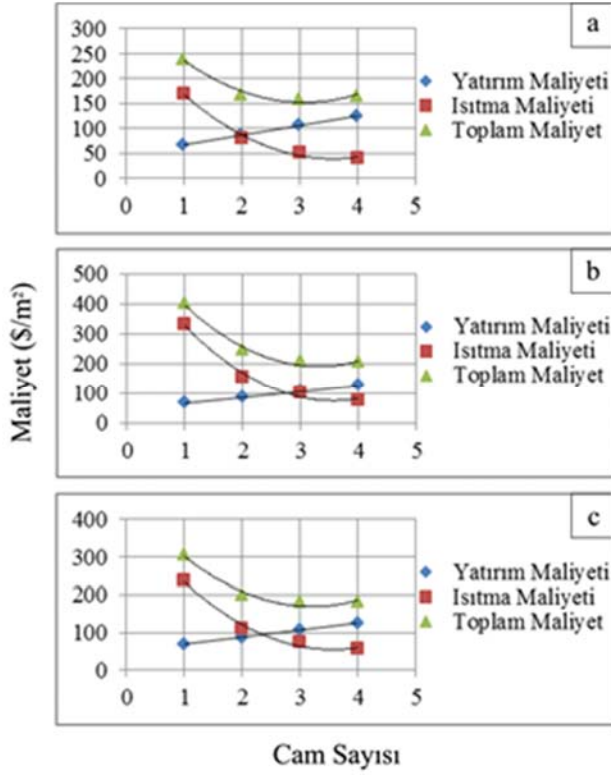 Maliyet ($/m²)
a
300
250
200
150
100
50
0
0 1 2 3 4 5
Yatırım Maliyeti
Isıtma Maliyeti
Toplam Maliyet
b
500
400
300
200
100
0
0 1 2 3 4 5
Yatırım Maliyeti
Isıtma Maliyeti
Toplam Maliyet
c
400
300
200
100
0
0 1 2 3 4 5
Yatırım Maliyeti
Isıtma Maliyeti
Toplam Maliyet
Cam Sayısı